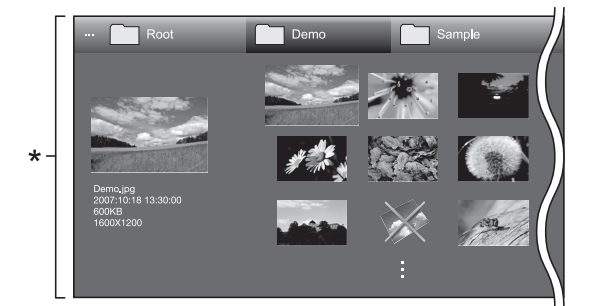 *
... Root Demo Sample
Demo.jpg
2007:10:18 13:30:00
600KB
1600X1200